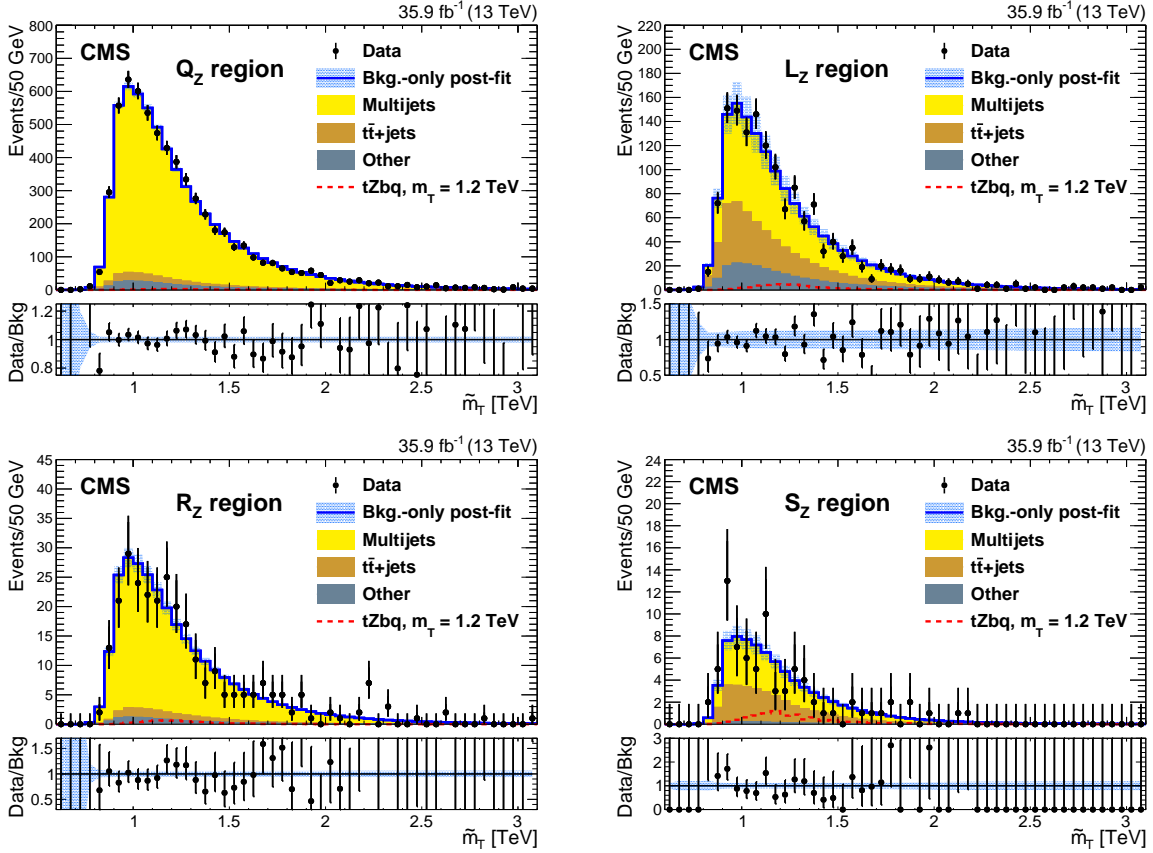 35.9 fb⁻¹ (13 TeV)
CMS
Q_Z region
Data
Bkg.-only post-fit
Multijets
tt̄+jets
Other
tZbq, m_T = 1.2 TeV
Events/50 GeV
800
700
600
500
400
300
200
100
0
Data/Bkg
1.2
1
0.8
1
1.5
2
2.5
3
m̃_T [TeV]
35.9 fb⁻¹ (13 TeV)
CMS
L_Z region
Data
Bkg.-only post-fit
Multijets
tt̄+jets
Other
tZbq, m_T = 1.2 TeV
Events/50 GeV
220
200
180
160
140
120
100
80
60
40
20
0
Data/Bkg
1.5
1
0.5
1
1.5
2
2.5
3
m̃_T [TeV]
35.9 fb⁻¹ (13 TeV)
CMS
R_Z region
Data
Bkg.-only post-fit
Multijets
tt̄+jets
Other
tZbq, m_T = 1.2 TeV
Events/50 GeV
45
40
35
30
25
20
15
10
5
0
Data/Bkg
1.5
1
0.5
1
1.5
2
2.5
3
m̃_T [TeV]
35.9 fb⁻¹ (13 TeV)
CMS
S_Z region
Data
Bkg.-only post-fit
Multijets
tt̄+jets
Other
tZbq, m_T = 1.2 TeV
Events/50 GeV
24
22
20
18
16
14
12
10
8
6
4
2
0
Data/Bkg
3
2
1
0
1
1.5
2
2.5
3
m̃_T [TeV]